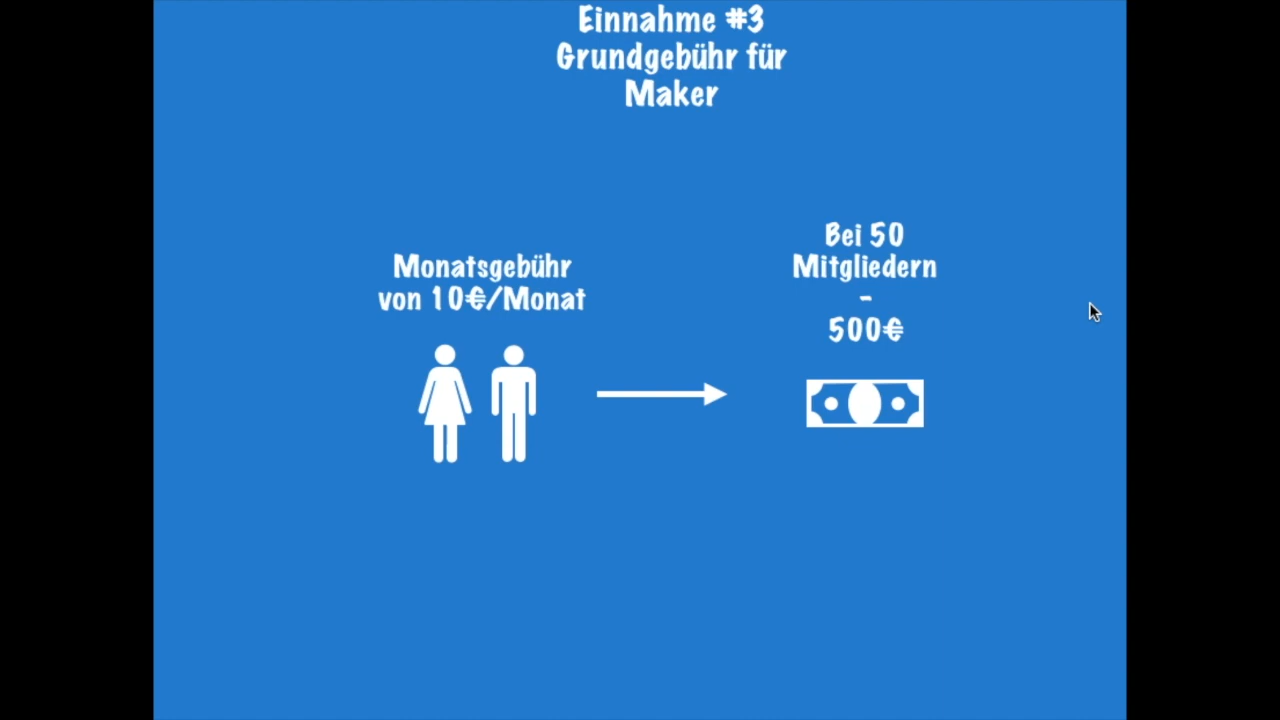 Einnahme #3
Grundgebühr für
Maker
Monatsgebühr
von 10€/Monat
Bei 50
Mitgliedern
-
500€